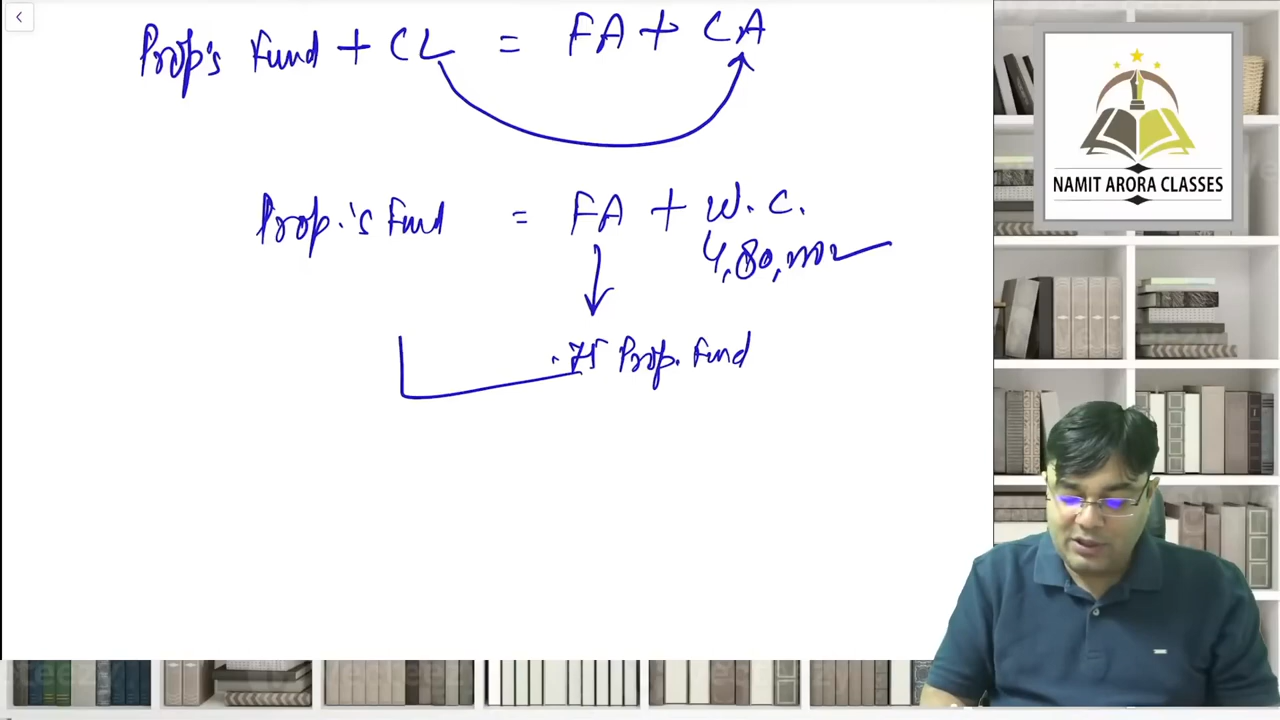 Prop's Fund + CL = FA + CA
Prop.'s Fund = FA + W.C.
4,80,000
.75 Prop. Fund
NAMIT ARORA CLASSES